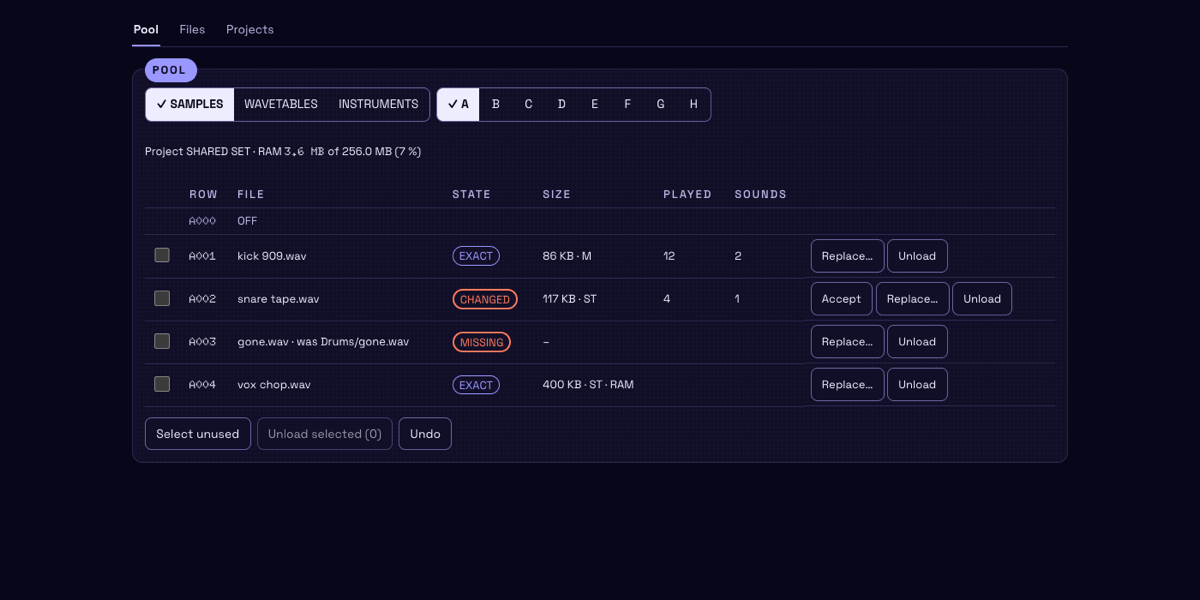 Pool Files Projects
POOL
✓ SAMPLES WAVETABLES INSTRUMENTS ✓ A B C D E F G H
Project SHARED SET · RAM 3.6 MB of 256.0 MB (7 %)
ROW FILE STATE SIZE PLAYED SOUNDS
A000 OFF
A001 kick 909.wav EXACT 86 KB · M 12 2 Replace… Unload
A002 snare tape.wav CHANGED 117 KB · ST 4 1 Accept Replace… Unload
A003 gone.wav · was Drums/gone.wav MISSING – Replace… Unload
A004 vox chop.wav EXACT 400 KB · ST · RAM Replace… Unload
Select unused Unload selected (0) Undo